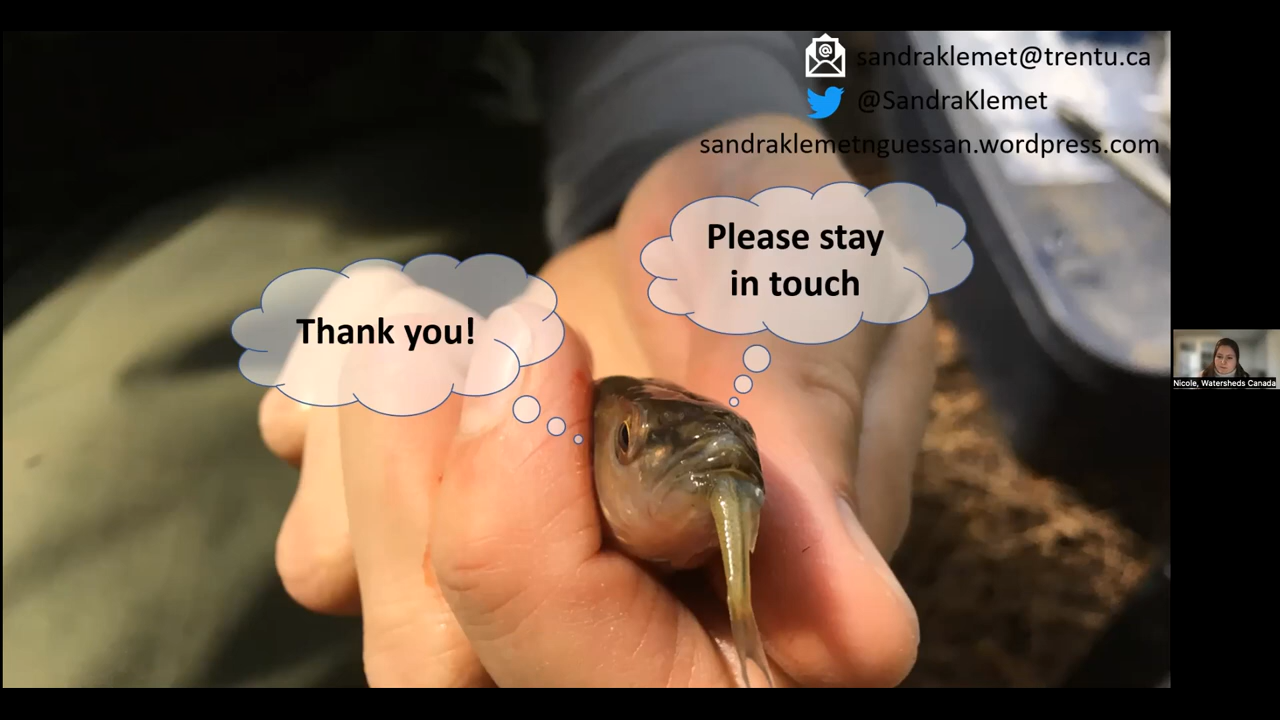 sandraklemet@trentu.ca
@SandraKlemet
sandraklemetnguessan.wordpress.com
Please stay
in touch
Thank you!
Nicole, Watersheds Canada